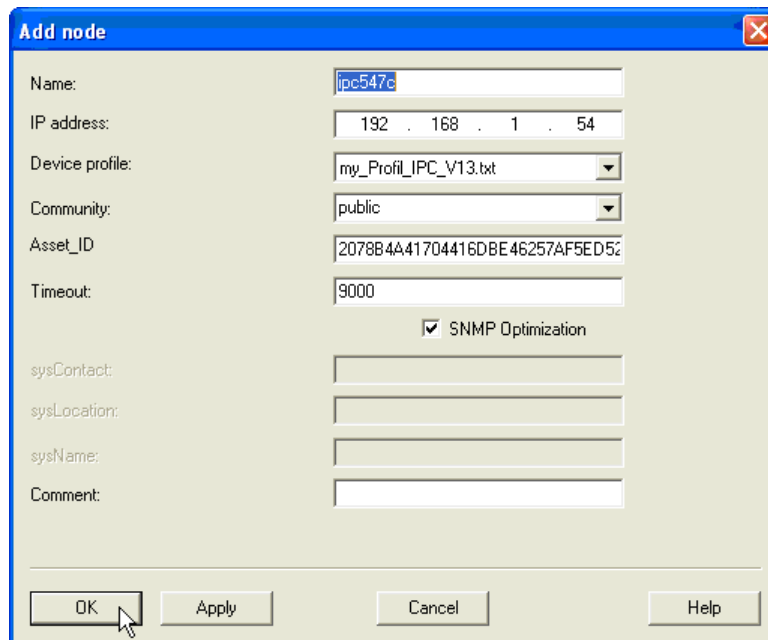 Add node
Name: ipc547c
IP address: 192 . 168 . 1 . 54
Device profile: my_Profil_IPC_V13.txt
Community: public
Asset_ID 2078B4A41704416DBE46257AF5ED52
Timeout: 9000
SNMP Optimization
sysContact:
sysLocation:
sysName:
Comment:
OK Apply Cancel Help